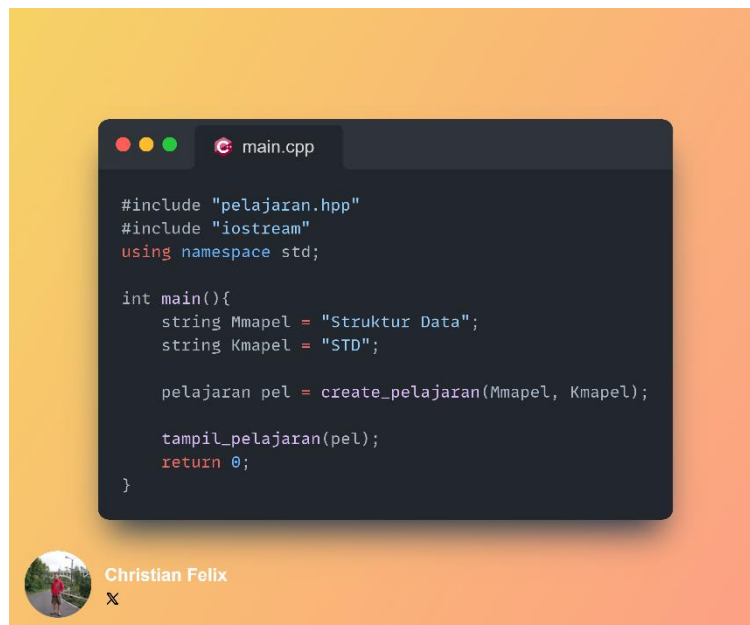 main.cpp
#include "pelajaran.hpp"
#include "iostream"
using namespace std;
int main(){
    string Mmapel = "Struktur Data";
    string Kmapel = "STD";
    pelajaran pel = create_pelajaran(Mmapel, Kmapel);
    tampil_pelajaran(pel);
    return 0;
}
Christian Felix